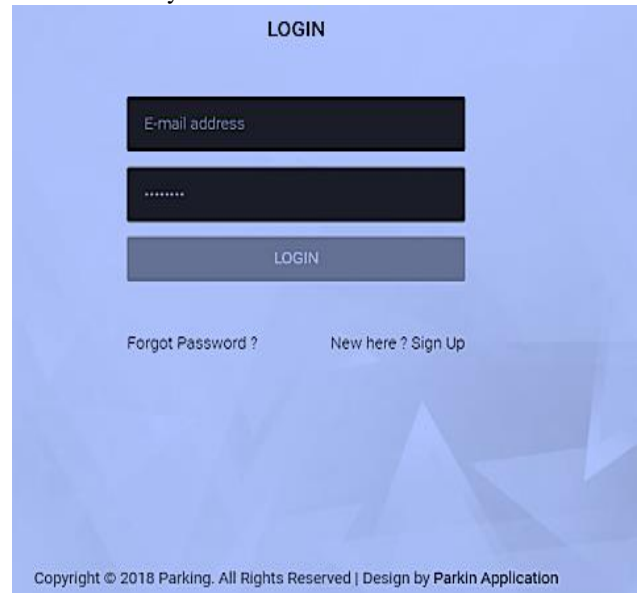 LOGIN
E-mail address
••••••••
LOGIN
Forgot Password ? New here ? Sign Up
Copyright © 2018 Parking. All Rights Reserved | Design by Parkin Application